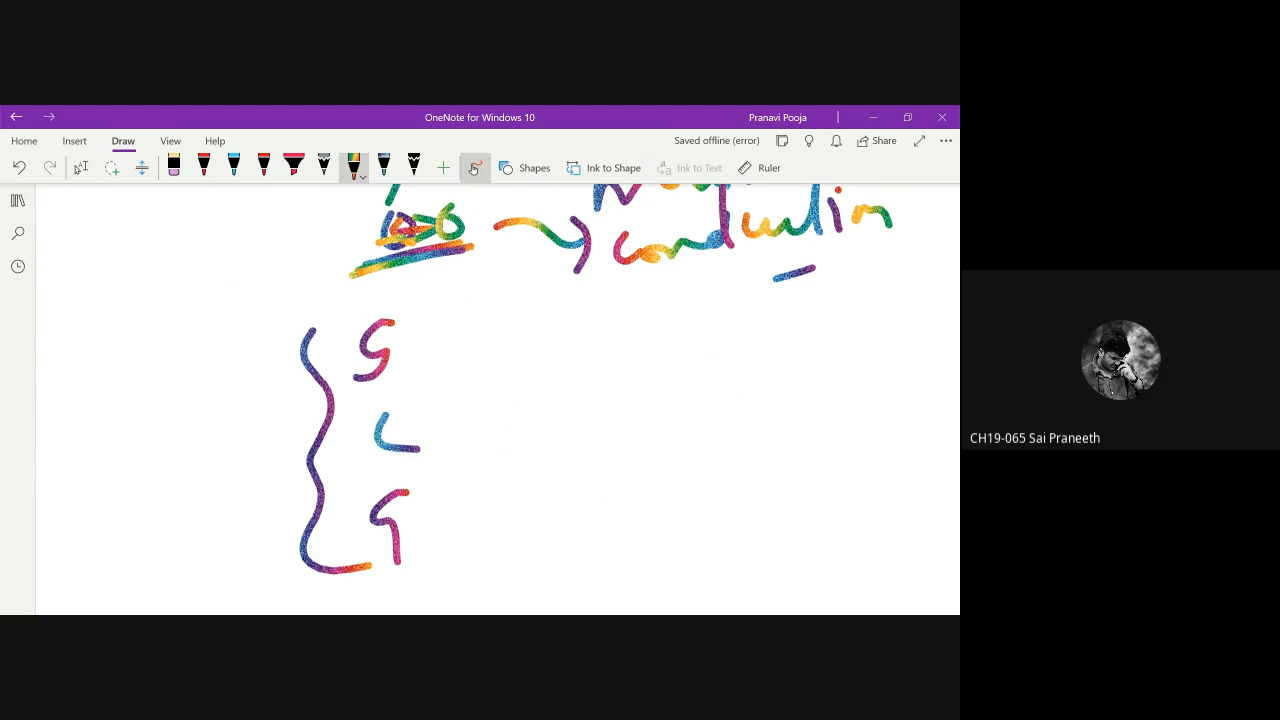 OneNote for Windows 10
Pranavi Pooja
Home Insert Draw View Help
Saved offline (error) Share
Shapes Ink to Shape Ink to Text Ruler
conduction
S
L
G
CH19-065 Sai Praneeth